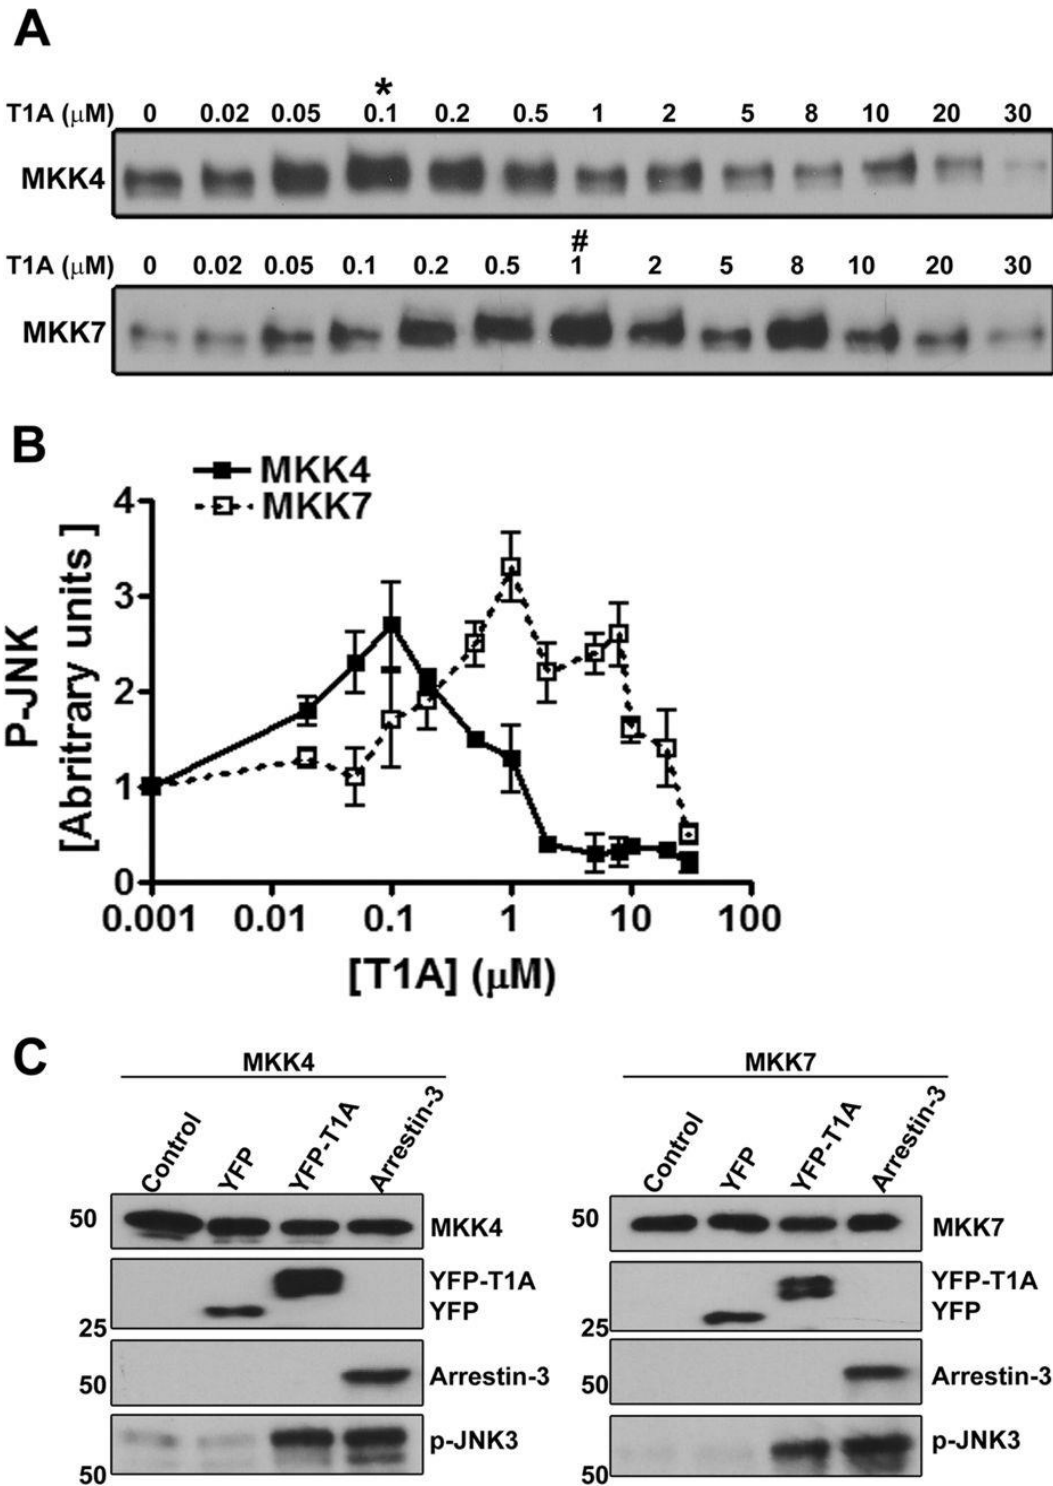 A
*
T1A (μM) 0 0.02 0.05 0.1 0.2 0.5 1 2 5 8 10 20 30
MKK4
#
T1A (μM) 0 0.02 0.05 0.1 0.2 0.5 1 2 5 8 10 20 30
MKK7
B
MKK4
MKK7
P-JNK
[Abritrary units ]
4
3
2
1
0
0.001 0.01 0.1 1 10 100
[T1A] (μM)
C
MKK4
Control YFP YFP-T1A Arrestin-3
50 MKK4
YFP-T1A
YFP
25
50 Arrestin-3
p-JNK3
50
MKK7
Control YFP YFP-T1A Arrestin-3
50 MKK7
YFP-T1A
YFP
25
50 Arrestin-3
p-JNK3
50